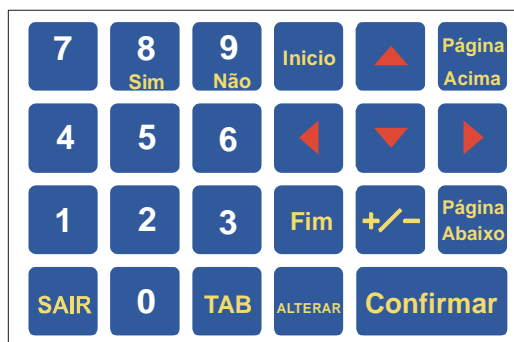 7 8 9 Inicio Página
Sim Não Acima
4 5 6
1 2 3 Fim +/- Página
Abaixo
SAIR 0 TAB ALTERAR Confirmar